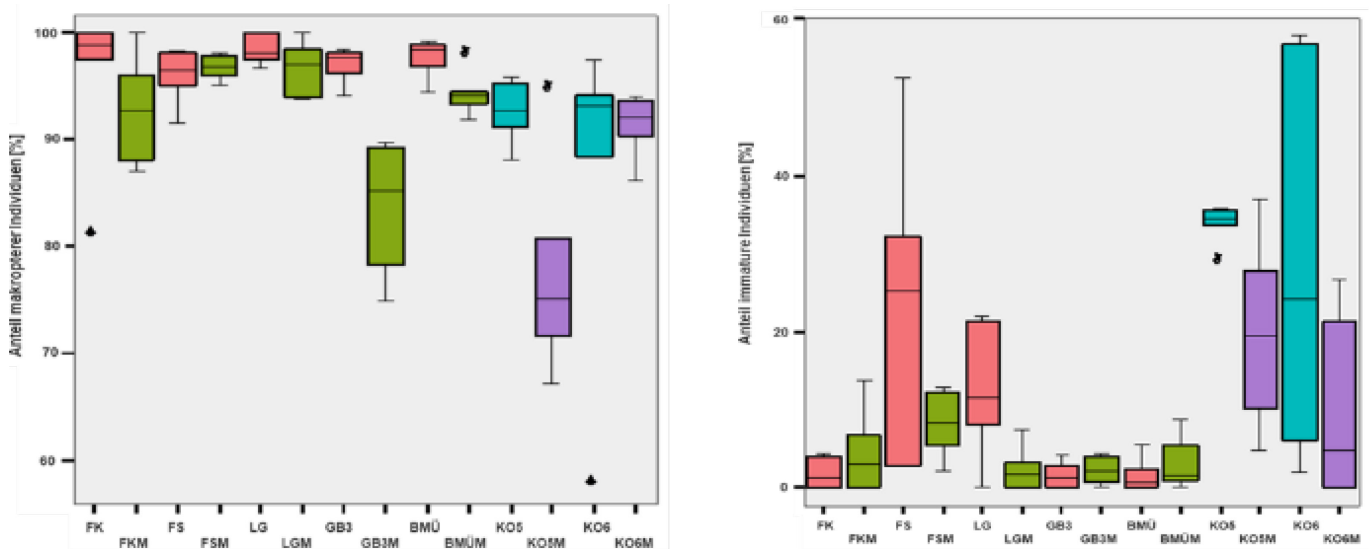 Anteil makropterer Individuen [%]
100
90
80
70
60
FK FS LG GB3 BMÜ KO5 KO6
FKM FSM LGM GB3M BMÜM KO5M KO6M
Anteil immature Individuen [%]
60
40
20
0
FK FS LG GB3 BMÜ KO5 KO6
FKM FSM LGM GB3M BMÜM KO5M KO6M